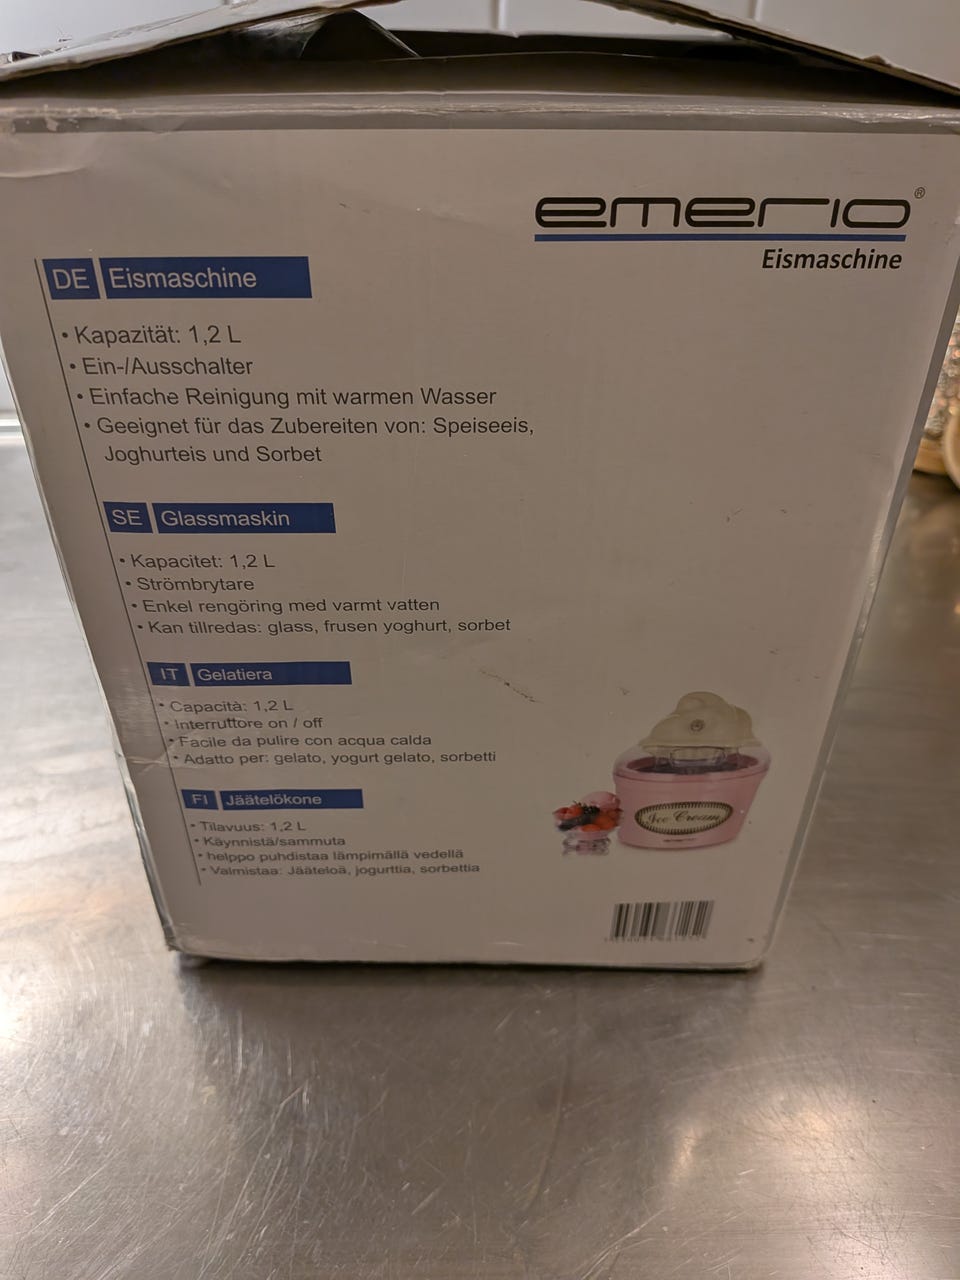 emerio®
Eismaschine
DE Eismaschine
• Kapazität: 1,2 L
• Ein-/Ausschalter
• Einfache Reinigung mit warmen Wasser
• Geeignet für das Zubereiten von: Speiseeis,
Joghurteis und Sorbet
SE Glassmaskin
• Kapacitet: 1,2 L
• Strömbrytare
• Enkel rengöring med varmt vatten
• Kan tillredas: glass, frusen yoghurt, sorbet
IT Gelatiera
• Capacità: 1,2 L
• Interruttore on / off
• Facile da pulire con acqua calda
• Adatto per: gelato, yogurt gelato, sorbetti
FI Jäätelökone
• Tilavuus: 1,2 L
• Käynnistä/sammuta
• helppo puhdistaa lämpimällä vedellä
• Valmistaa: Jääteloä, jogurttia, sorbettia
Ice Cream